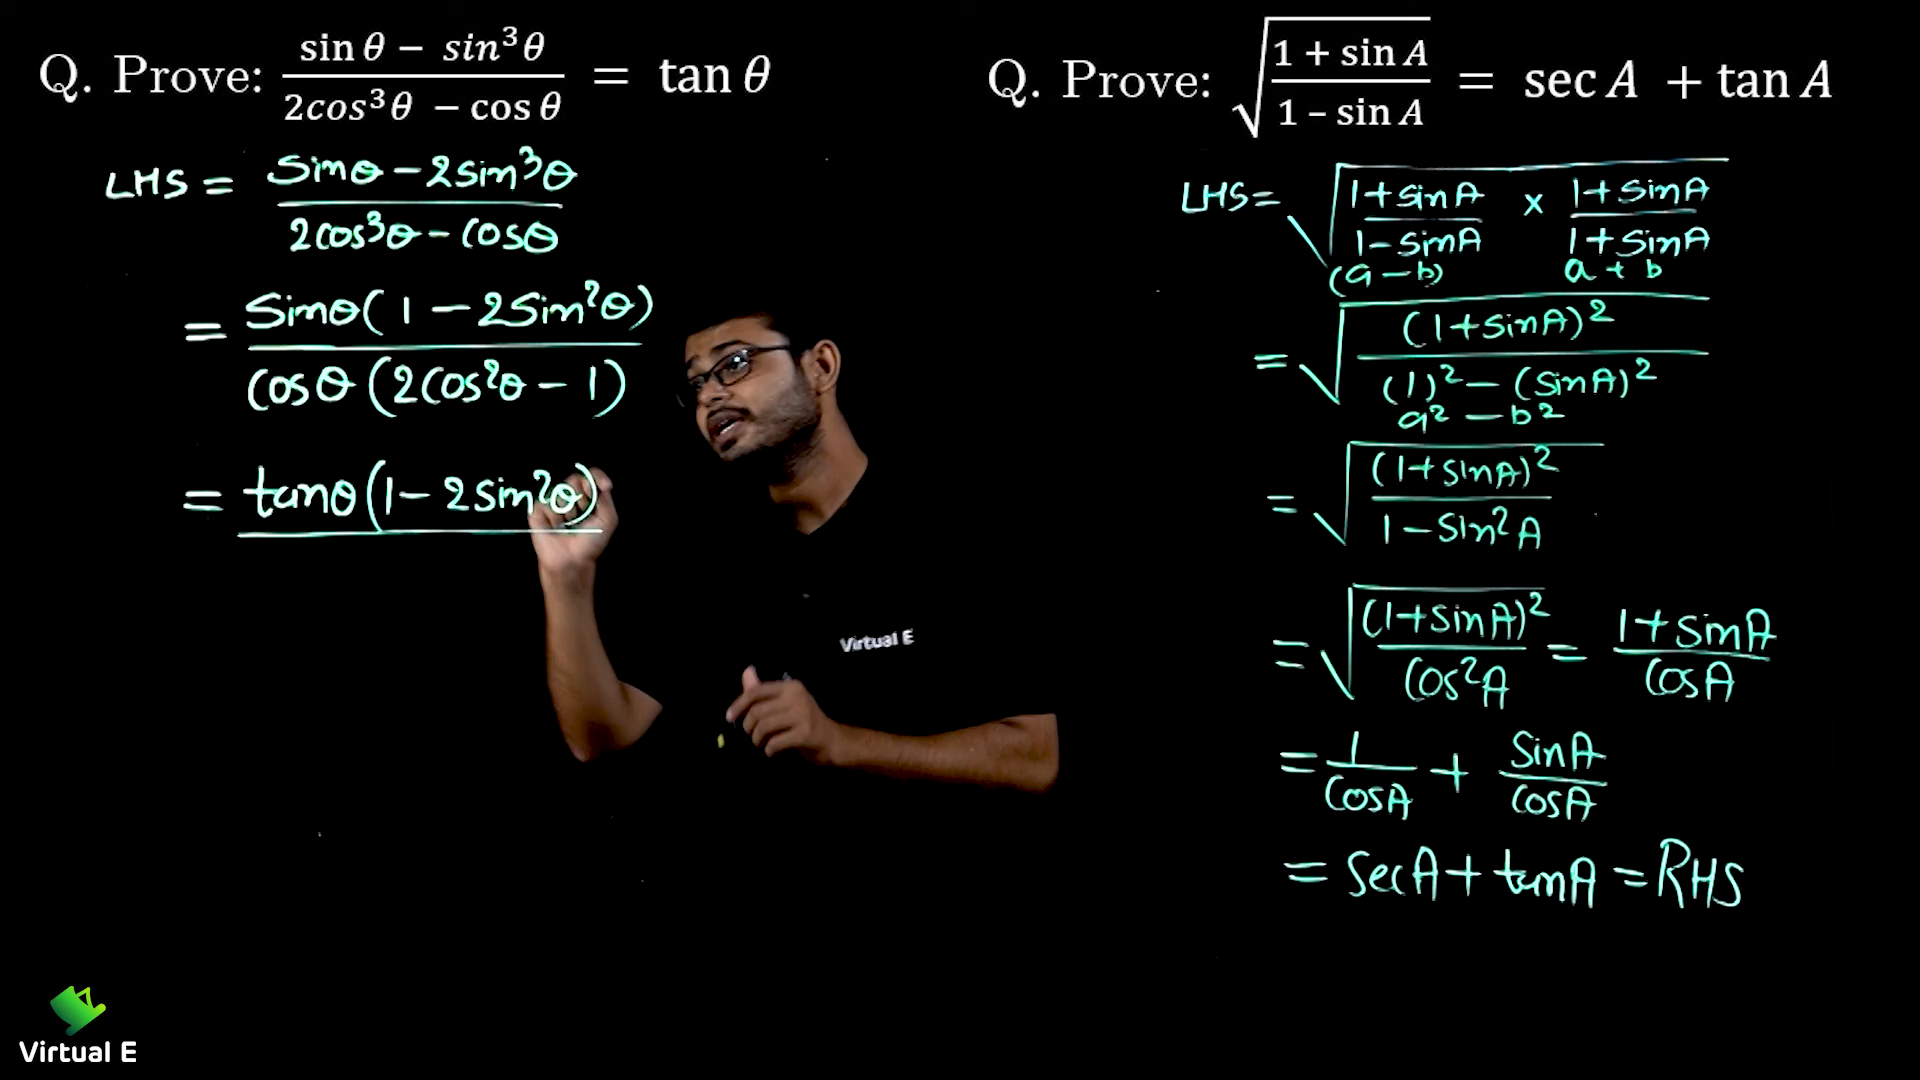 Q. Prove: (sin θ – sin³θ)/(2cos³θ – cos θ) = tan θ
LHS = (sinθ – 2sin³θ)/(2cos³θ – cosθ)
= (sinθ(1 – 2sin²θ))/(cosθ(2cos²θ – 1))
= tanθ(1 – 2sin²θ)
Q. Prove: √((1 + sin A)/(1 – sin A)) = sec A + tan A
LHS = √((1+sinA)/(1–sinA) × (1+sinA)/(1+sinA))
(a – b) a + b
= √((1+sinA)²/((1)² – (sinA)²))
a² – b²
= √((1+sinA)²/(1–sin²A))
= √((1+sinA)²/cos²A) = (1+sinA)/cosA
= 1/cosA + sinA/cosA
= secA + tanA = RHS
Virtual E
Virtual E